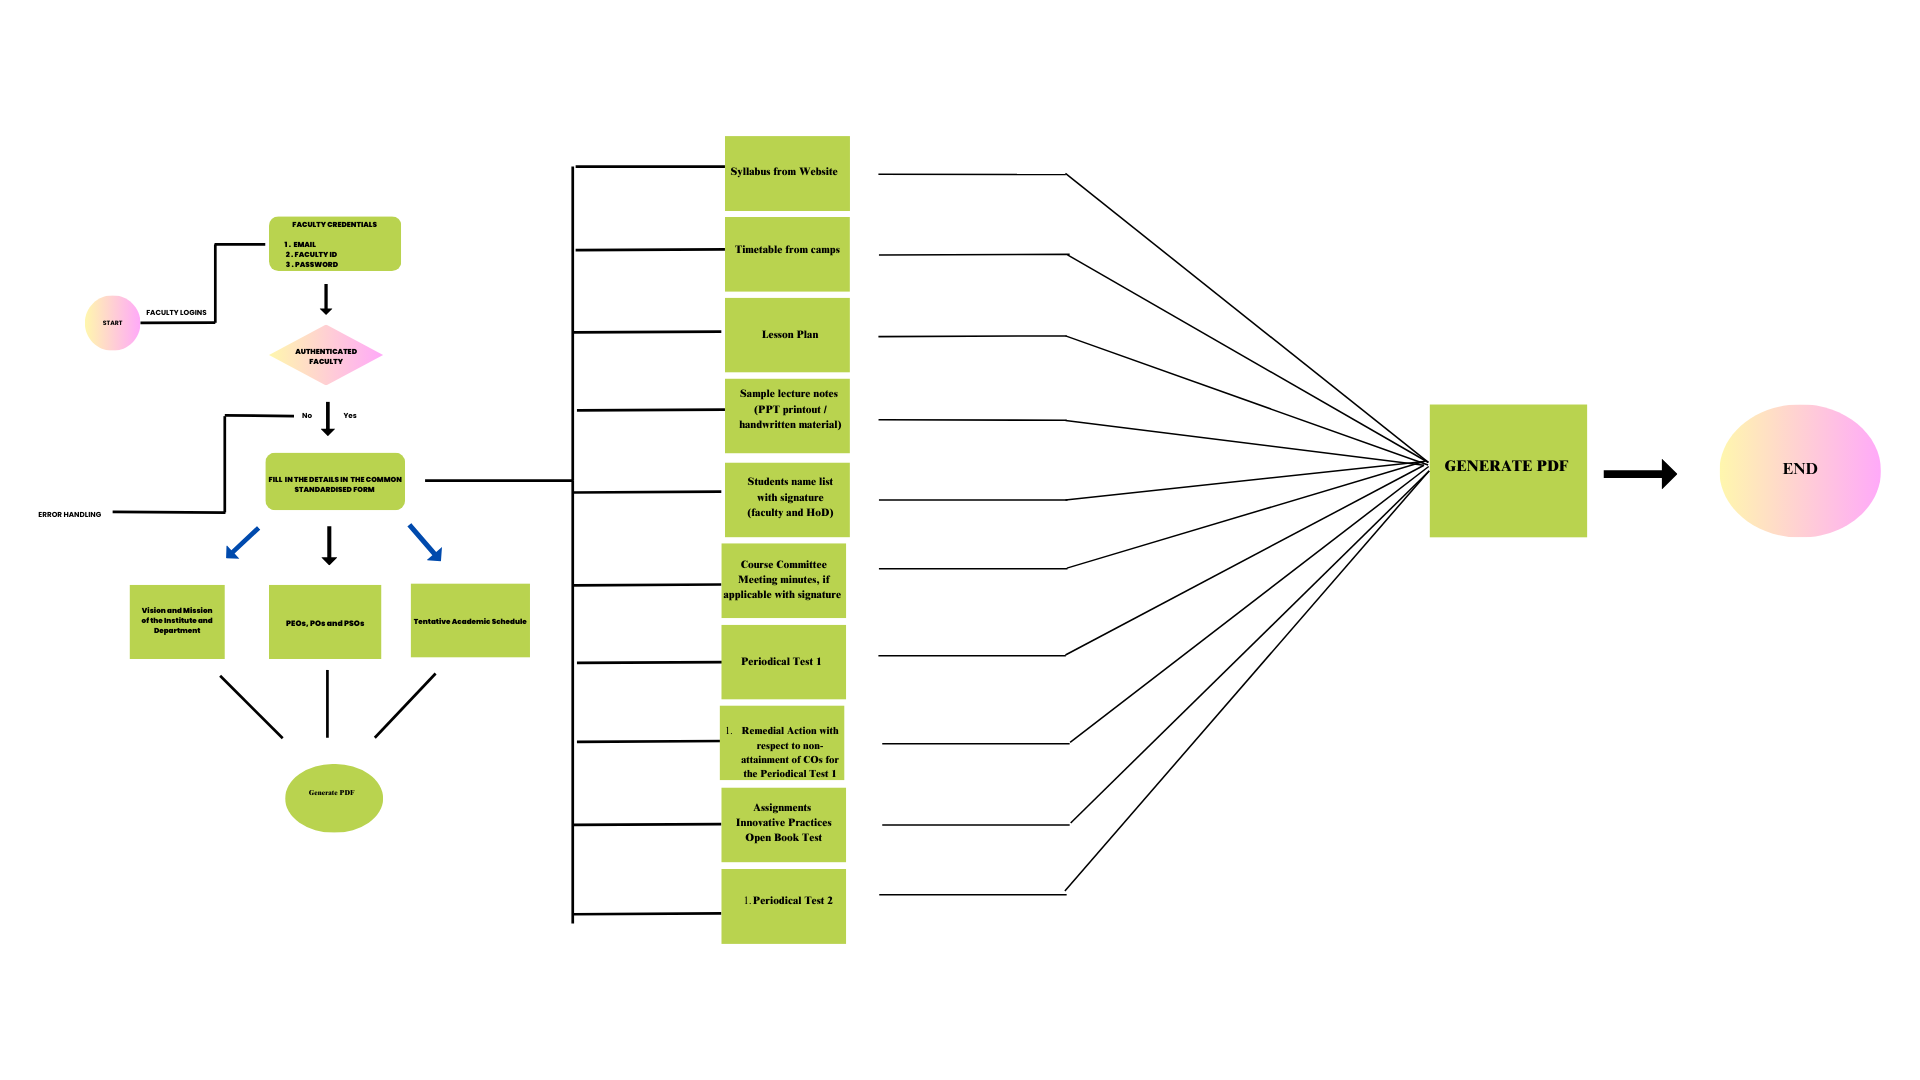 START
FACULTY LOGINS
FACULTY CREDENTIALS
1. EMAIL
2. FACULTY ID
3. PASSWORD
AUTHENTICATED
FACULTY
No
Yes
ERROR HANDLING
FILL IN THE DETAILS IN THE COMMON
STANDARDISED FORM
Vision and Mission
of the Institute and
Department
PEOs, POs and PSOs
Tentative Academic Schedule
Generate PDF
Syllabus from Website
Timetable from camps
Lesson Plan
Sample lecture notes
(PPT printout /
handwritten material)
Students name list
with signature
(faculty and HoD)
Course Committee
Meeting minutes, if
applicable with signature
Periodical Test 1
1. Remedial Action with
respect to non-
attainment of COs for
the Periodical Test 1
Assignments
Innovative Practices
Open Book Test
1. Periodical Test 2
GENERATE PDF
END